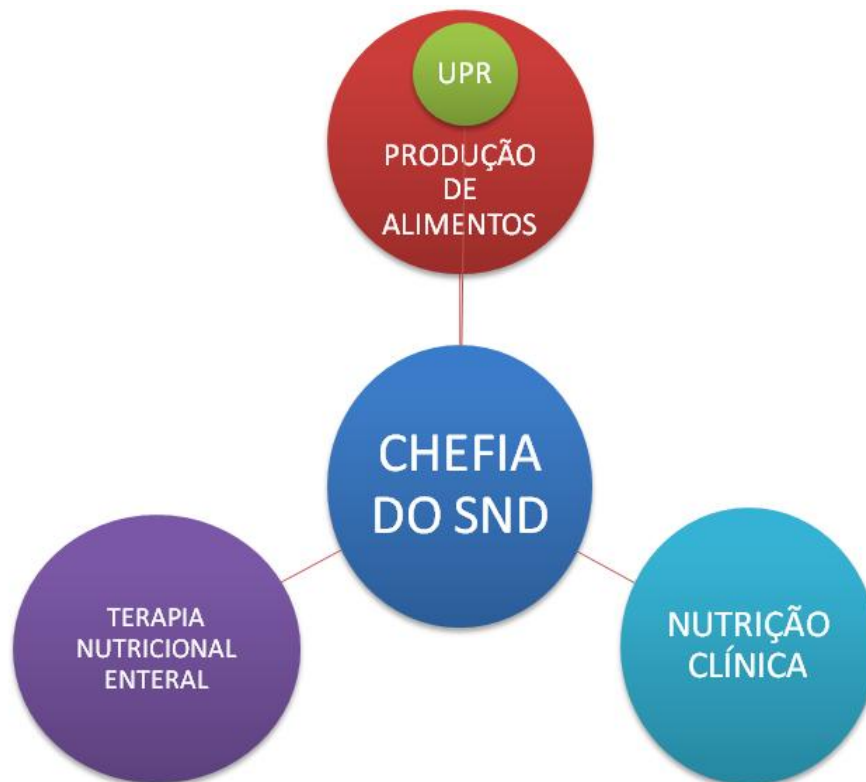 UPR
PRODUÇÃO
DE
ALIMENTOS
CHEFIA
DO SND
TERAPIA
NUTRICIONAL
ENTERAL
NUTRIÇÃO
CLÍNICA